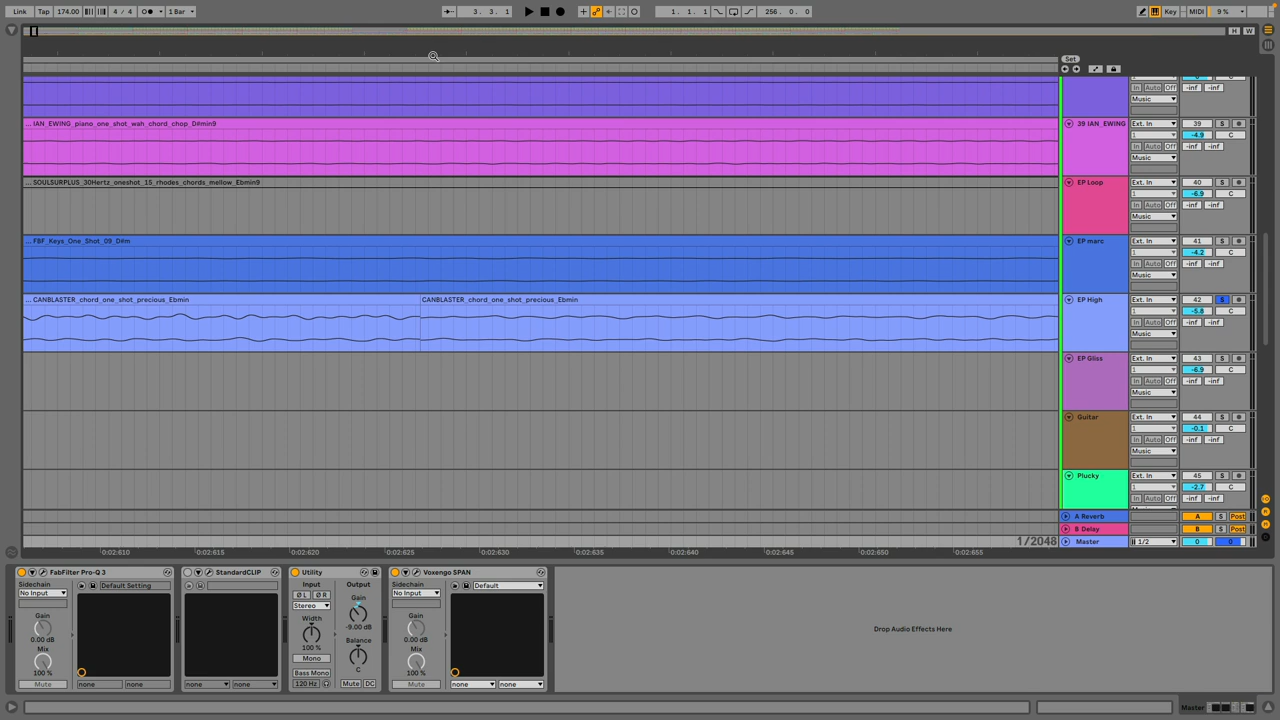 Link Tap 174.00 4 / 4 1 Bar 3. 3. 1 1. 1. 1 256. 0. 0 Key MIDI 9 %
H W
Set
Music
... IAN_EWING_piano_one_shot_wah_chord_chop_D#min9 39 IAN_EWING Ext. In 39 S
1 -4.9 C
In Auto Off -inf -inf
Music
... SOULSURPLUS_30Hertz_oneshot_15_rhodes_chords_mellow_Ebmin9 EP Loop Ext. In 40 S
1 -6.9 C
In Auto Off -inf -inf
Music
... FBF_Keys_One_Shot_09_D#m EP marc Ext. In 41 S
1 -4.2 C
In Auto Off -inf -inf
Music
... CANBLASTER_chord_one_shot_precious_Ebmin CANBLASTER_chord_one_shot_precious_Ebmin EP High Ext. In 42 S
1 -5.8 C
In Auto Off -inf -inf
Music
EP Gliss Ext. In 43 S
1 -6.9 C
In Auto Off -inf -inf
Music
Guitar Ext. In 44 S
1 -0.1 C
In Auto Off -inf -inf
Music
Plucky Ext. In 45 S
1 -2.7 C
In Auto Off -inf -inf
A Reverb A S Post
B Delay B S Post
1/2048 Master 1/2 0 0
0:02:610 0:02:615 0:02:620 0:02:625 0:02:630 0:02:635 0:02:640 0:02:645 0:02:650 0:02:655
FabFilter Pro-Q 3 StandardCLIP Utility Voxengo SPAN
Sidechain Default Setting Input Output Sidechain Default
No Input Ø L Ø R Gain No Input
Stereo
Gain Width -9.00 dB Gain
0.00 dB Balance 0.00 dB
Mix 100 % Mix
100 % Mono C 100 %
Bass Mono
Mute none none none none 120 Hz Mute DC Mute none none
Drop Audio Effects Here
Master